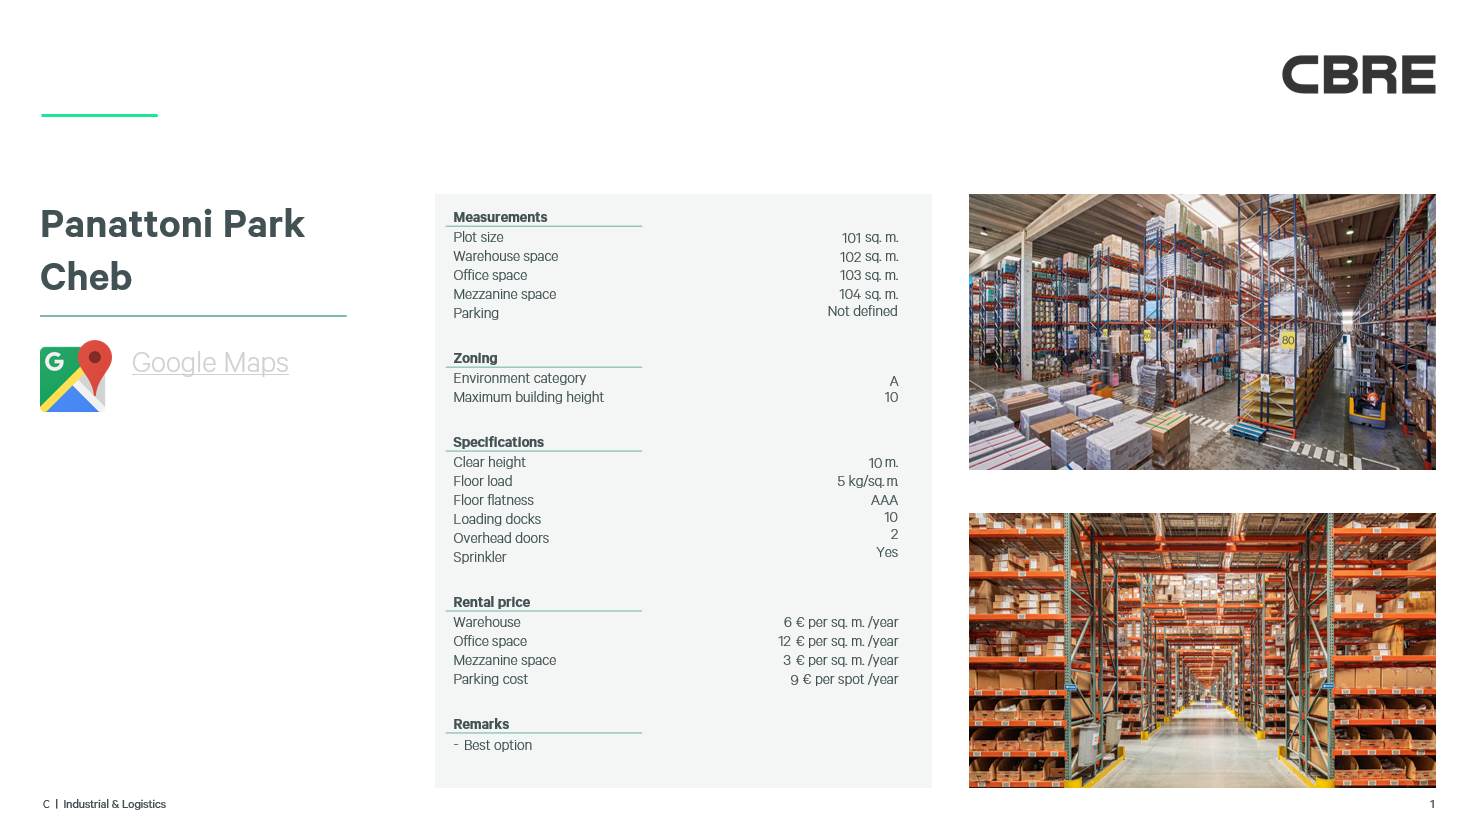 CBRE
Panattoni Park
Cheb
Google Maps
Measurements
Plot size 101 sq. m.
Warehouse space 102 sq. m.
Office space 103 sq. m.
Mezzanine space 104 sq. m.
Parking Not defined
Zoning
Environment category A
Maximum building height 10
Specifications
Clear height 10 m.
Floor load 5 kg/sq. m.
Floor flatness AAA
Loading docks 10
Overhead doors 2
Sprinkler Yes
Rental price
Warehouse 6 € per sq. m. /year
Office space 12 € per sq. m. /year
Mezzanine space 3 € per sq. m. /year
Parking cost 9 € per spot /year
Remarks
- Best option
80
C | Industrial & Logistics
1